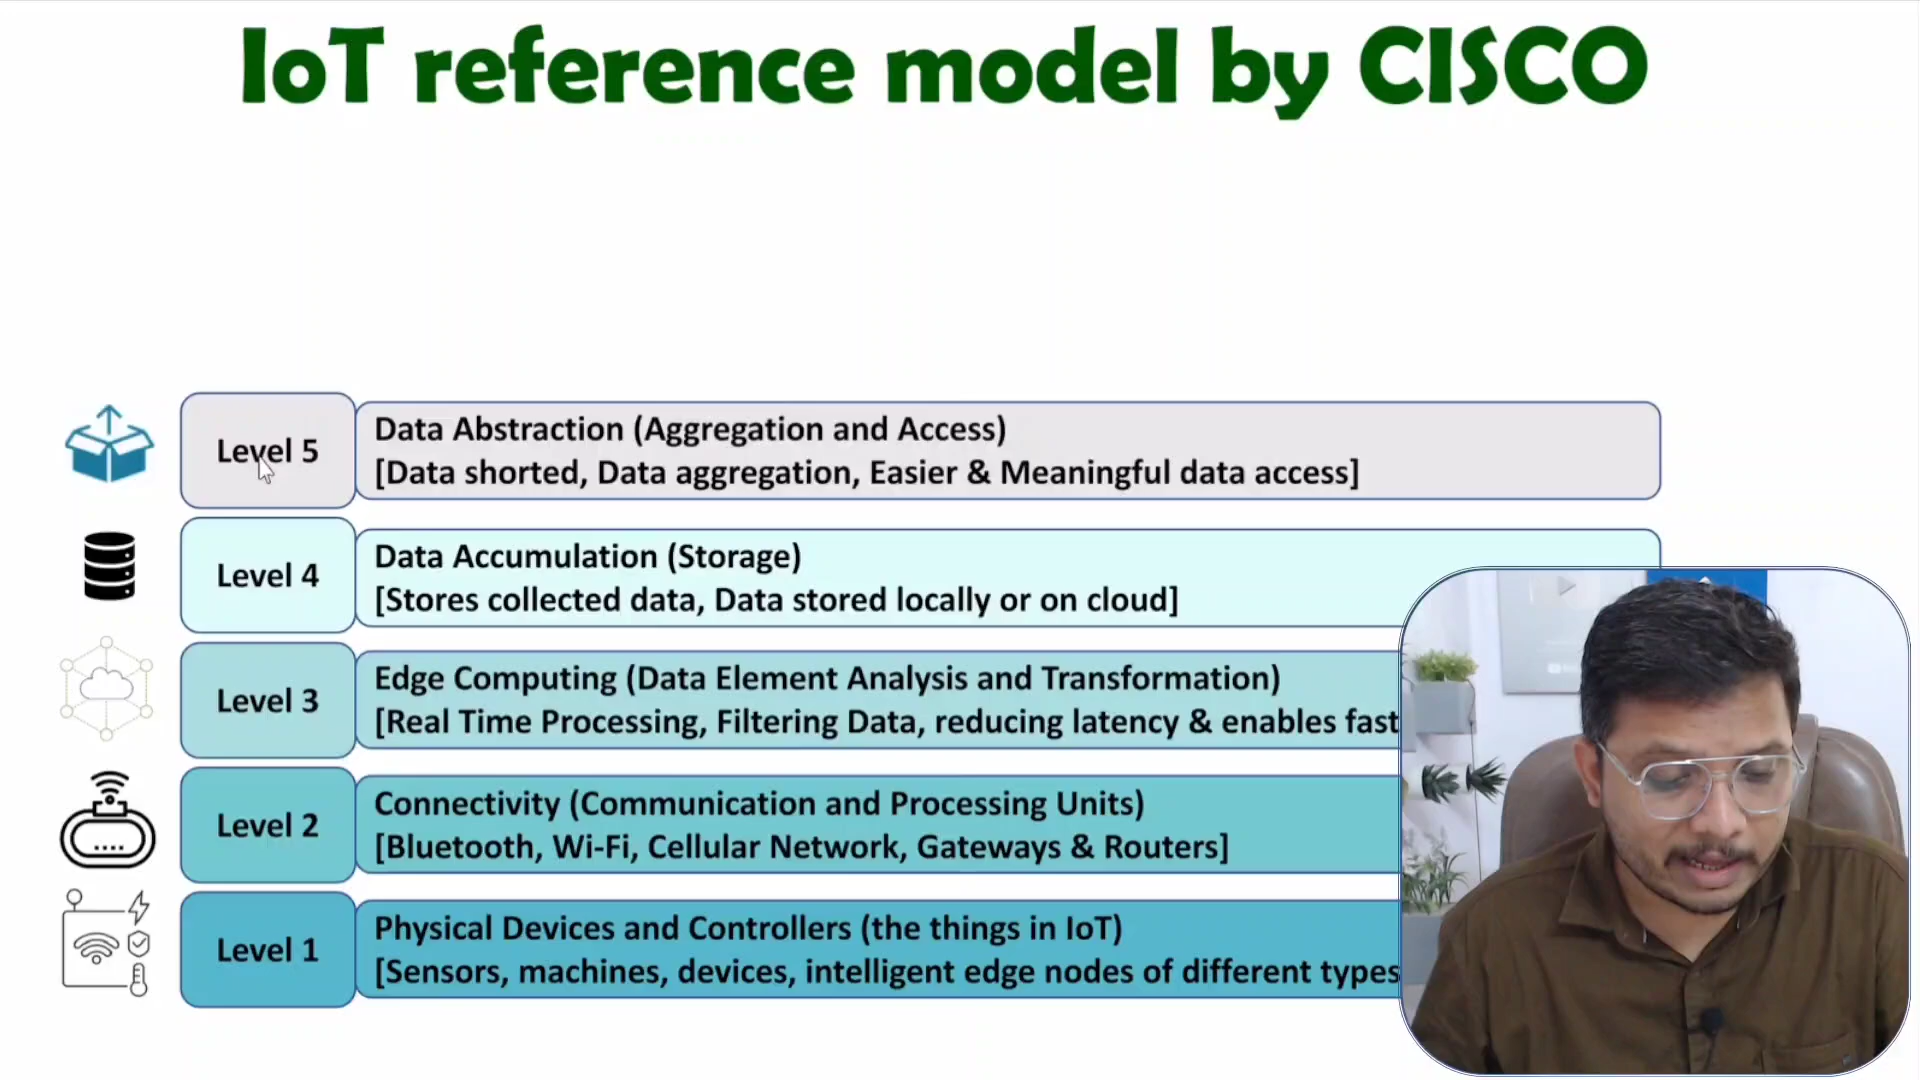 IoT reference model by CISCO
Level 5
Data Abstraction (Aggregation and Access)
[Data shorted, Data aggregation, Easier & Meaningful data access]
Level 4
Data Accumulation (Storage)
[Stores collected data, Data stored locally or on cloud]
Level 3
Edge Computing (Data Element Analysis and Transformation)
[Real Time Processing, Filtering Data, reducing latency & enables fast
Level 2
Connectivity (Communication and Processing Units)
[Bluetooth, Wi-Fi, Cellular Network, Gateways & Routers]
Level 1
Physical Devices and Controllers (the things in IoT)
[Sensors, machines, devices, intelligent edge nodes of different types